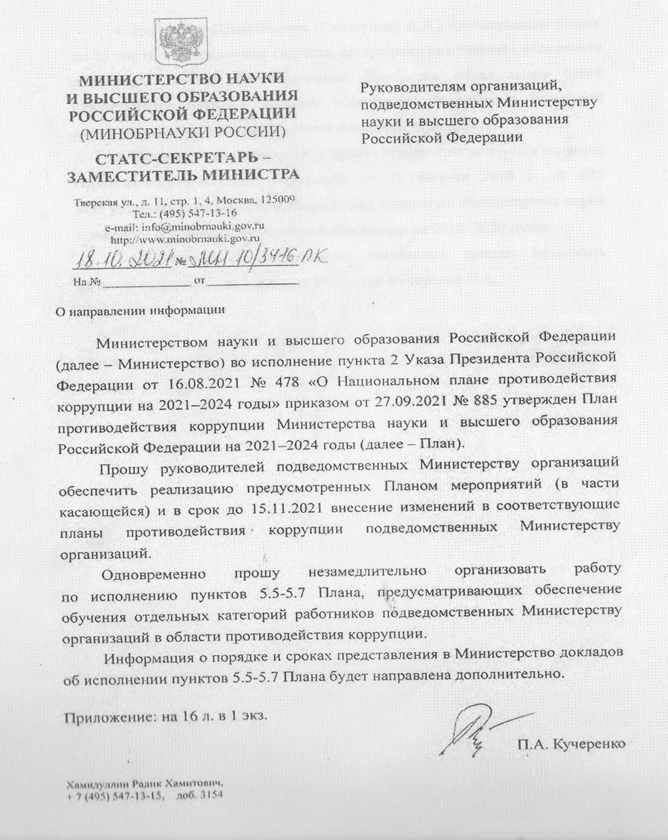 МИНИСТЕРСТВО НАУКИ
И ВЫСШЕГО ОБРАЗОВАНИЯ
РОССИЙСКОЙ ФЕДЕРАЦИИ
(МИНОБРНАУКИ РОССИИ)
СТАТС-СЕКРЕТАРЬ –
ЗАМЕСТИТЕЛЬ МИНИСТРА
Тверская ул., д. 11, стр. 1, 4, Москва, 125009
Тел.: (495) 547-13-16
e-mail: info@minobrnauki.gov.ru
http://www.minobrnauki.gov.ru
18.10.2021 № МН-10/3416-ПК
На № от
Руководителям организаций,
подведомственных Министерству
науки и высшего образования
Российской Федерации
О направлении информации
Министерством науки и высшего образования Российской Федерации
(далее – Министерство) во исполнение пункта 2 Указа Президента Российской
Федерации от 16.08.2021 № 478 «О Национальном плане противодействия
коррупции на 2021–2024 годы» приказом от 27.09.2021 № 885 утвержден План
противодействия коррупции Министерства науки и высшего образования
Российской Федерации на 2021–2024 годы (далее – План).
Прошу руководителей подведомственных Министерству организаций
обеспечить реализацию предусмотренных Планом мероприятий (в части
касающейся) и в срок до 15.11.2021 внесение изменений в соответствующие
планы противодействия коррупции подведомственных Министерству
организаций.
Одновременно прошу незамедлительно организовать работу
по исполнению пунктов 5.5-5.7 Плана, предусматривающих обеспечение
обучения отдельных категорий работников подведомственных Министерству
организаций в области противодействия коррупции.
Информация о порядке и сроках представления в Министерство докладов
об исполнении пунктов 5.5-5.7 Плана будет направлена дополнительно.
Приложение: на 16 л. в 1 экз.
П.А. Кучеренко
Хамидуллин Радик Хамитович,
+ 7 (495) 547-13-15, доб. 3154